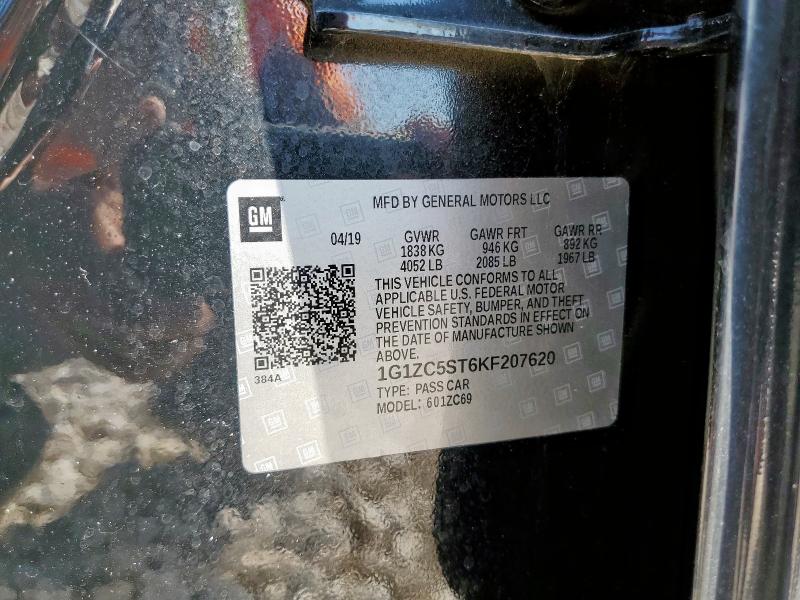 GM
MFD BY GENERAL MOTORS LLC
04/19
GVWR
1838 KG
4052 LB
GAWR FRT
946 KG
2085 LB
GAWR RR
892 KG
1967 LB
THIS VEHICLE CONFORMS TO ALL
APPLICABLE U.S. FEDERAL MOTOR
VEHICLE SAFETY, BUMPER, AND THEFT
PREVENTION STANDARDS IN EFFECT ON
THE DATE OF MANUFACTURE SHOWN
ABOVE.
384A
1G1ZC5ST6KF207620
TYPE: PASS CAR
MODEL: 601ZC69